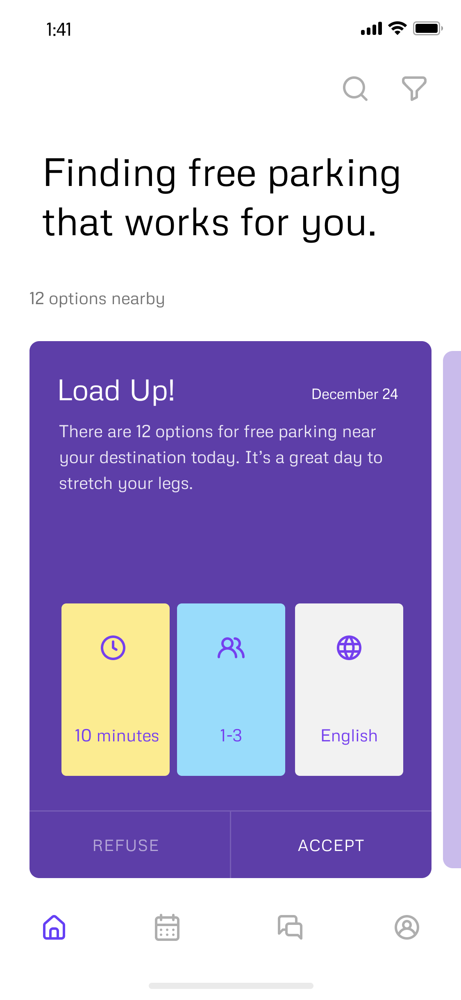 1:41
Finding free parking
that works for you.
12 options nearby
Load Up!
December 24
There are 12 options for free parking near
your destination today. It’s a great day to
stretch your legs.
10 minutes
1-3
English
REFUSE
ACCEPT